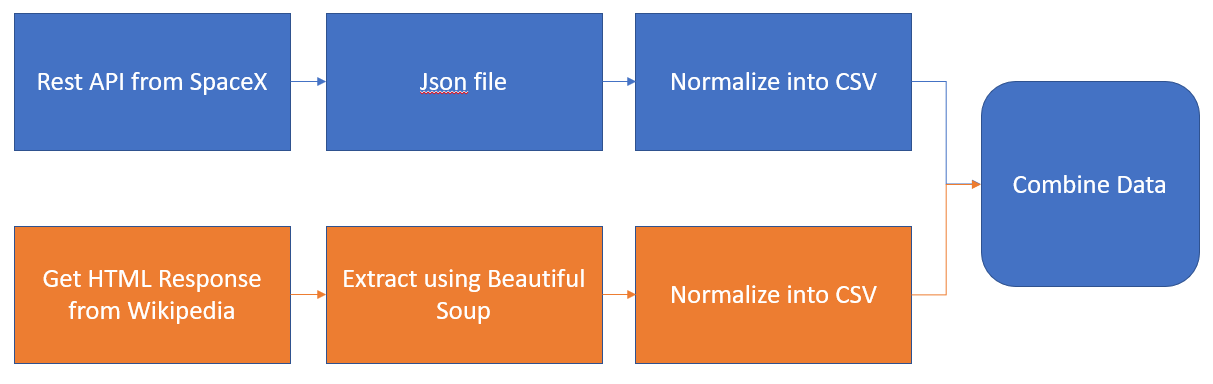 Rest API from SpaceX
Json file
Normalize into CSV
Combine Data
Get HTML Response
from Wikipedia
Extract using Beautiful
Soup
Normalize into CSV